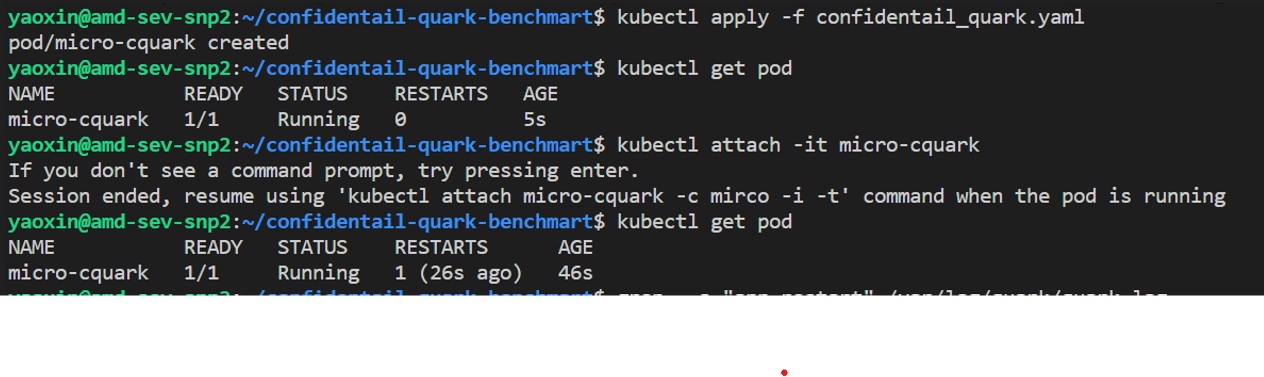 yaoxin@amd-sev-snp2:~/confidentail-quark-benchmart$ kubectl apply -f confidentail_quark.yaml
pod/micro-cquark created
yaoxin@amd-sev-snp2:~/confidentail-quark-benchmart$ kubectl get pod
NAME READY STATUS RESTARTS AGE
micro-cquark 1/1 Running 0 5s
yaoxin@amd-sev-snp2:~/confidentail-quark-benchmart$ kubectl attach -it micro-cquark
If you don't see a command prompt, try pressing enter.
Session ended, resume using 'kubectl attach micro-cquark -c mirco -i -t' command when the pod is running
yaoxin@amd-sev-snp2:~/confidentail-quark-benchmart$ kubectl get pod
NAME READY STATUS RESTARTS AGE
micro-cquark 1/1 Running 1 (26s ago) 46s